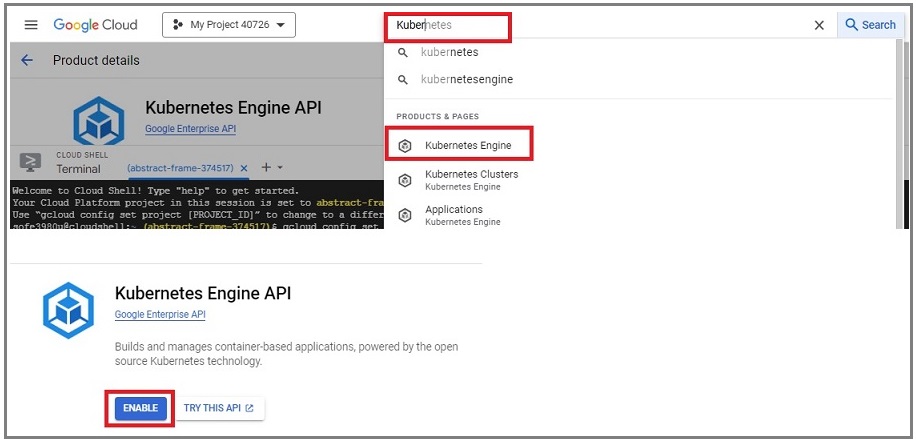 Google Cloud
My Project 40726
Kubernetes
Search
Product details
kubernetes
kubernetesengine
Kubernetes Engine API
Google Enterprise API
PRODUCTS & PAGES
Kubernetes Engine
CLOUD SHELL
Terminal
(abstract-frame-374517)
Kubernetes Clusters
Kubernetes Engine
Applications
Kubernetes Engine
Welcome to Cloud Shell! Type "help" to get started.
Your Cloud Platform project in this session is set to abstract-fra
Use "gcloud config set project [PROJECT_ID]" to change to a differ
sofe3980u@cloudshell:~ (abstract-frame-374517)$ gcloud config set
Kubernetes Engine API
Google Enterprise API
Builds and manages container-based applications, powered by the open
source Kubernetes technology.
ENABLE
TRY THIS API